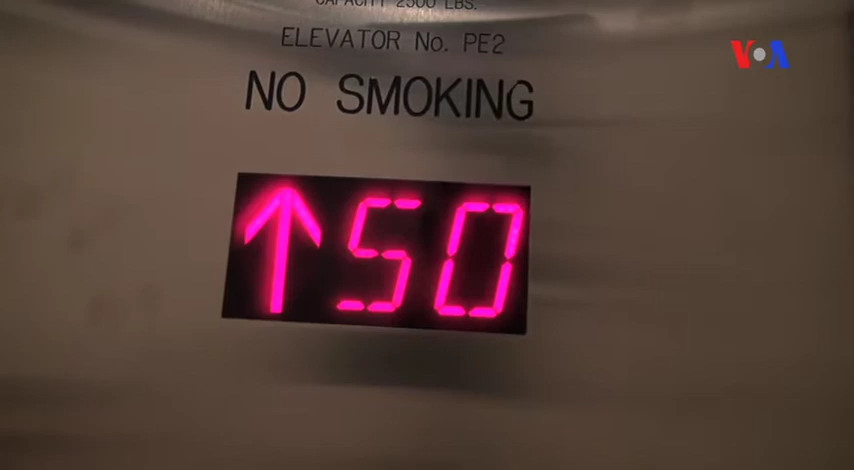 CAPACITY 2500 LBS.
ELEVATOR No. PE2
VOA
NO SMOKING
↑50